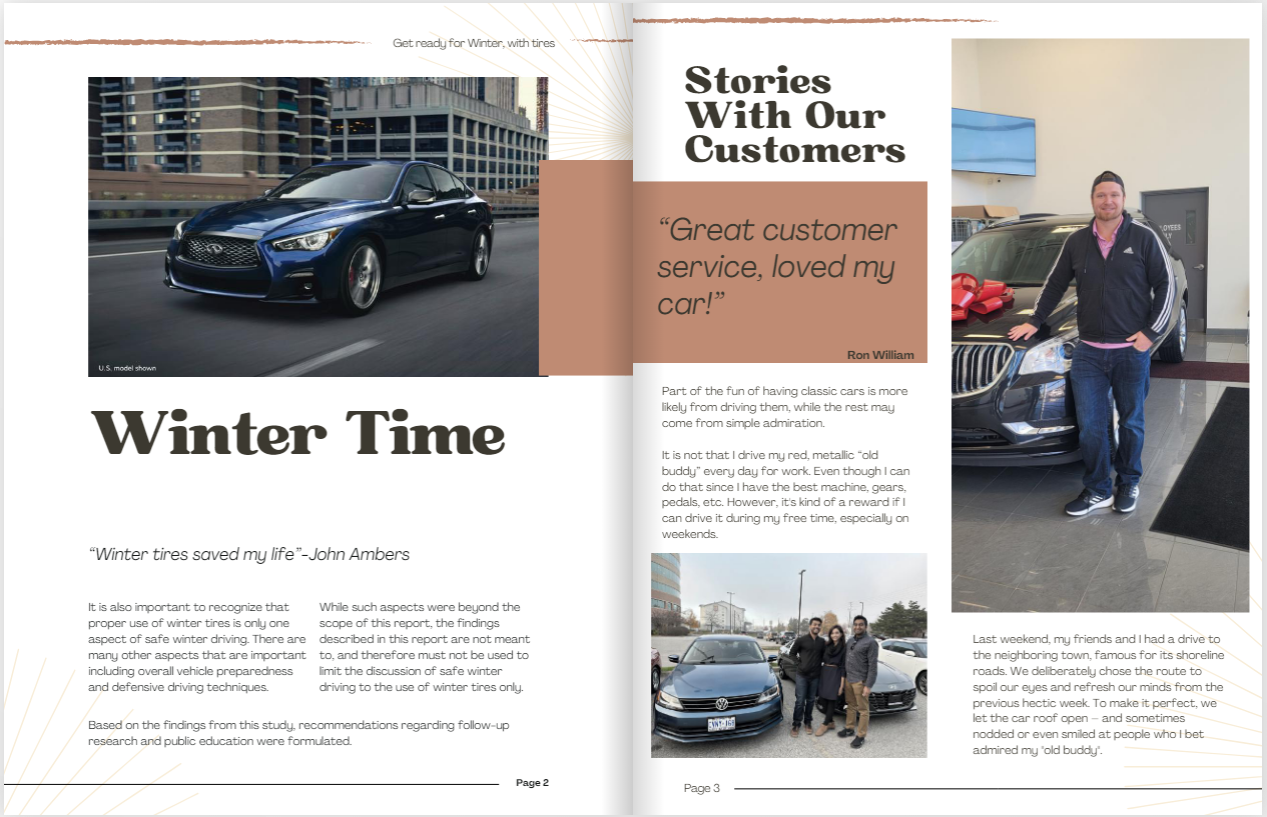 Get ready for Winter, with tires
U.S. model shown
Winter Time
“Winter tires saved my life”-John Ambers
It is also important to recognize that
proper use of winter tires is only one
aspect of safe winter driving. There are
many other aspects that are important
including overall vehicle preparedness
and defensive driving techniques.
While such aspects were beyond the
scope of this report, the findings
described in this report are not meant
to, and therefore must not be used to
limit the discussion of safe winter
driving to the use of winter tires only.
Based on the findings from this study, recommendations regarding follow-up
research and public education were formulated.
Page 2
Stories
With Our
Customers
“Great customer
service, loved my
car!”
Ron William
Part of the fun of having classic cars is more
likely from driving them, while the rest may
come from simple admiration.
It is not that I drive my red, metallic “old
buddy” every day for work. Even though I can
do that since I have the best machine, gears,
pedals, etc. However, it's kind of a reward if I
can drive it during my free time, especially on
weekends.
Last weekend, my friends and I had a drive to
the neighboring town, famous for its shoreline
roads. We deliberately chose the route to
spoil our eyes and refresh our minds from the
previous hectic week. To make it perfect, we
let the car roof open – and sometimes
nodded or even smiled at people who I bet
admired my "old buddy".
Page 3
adidas